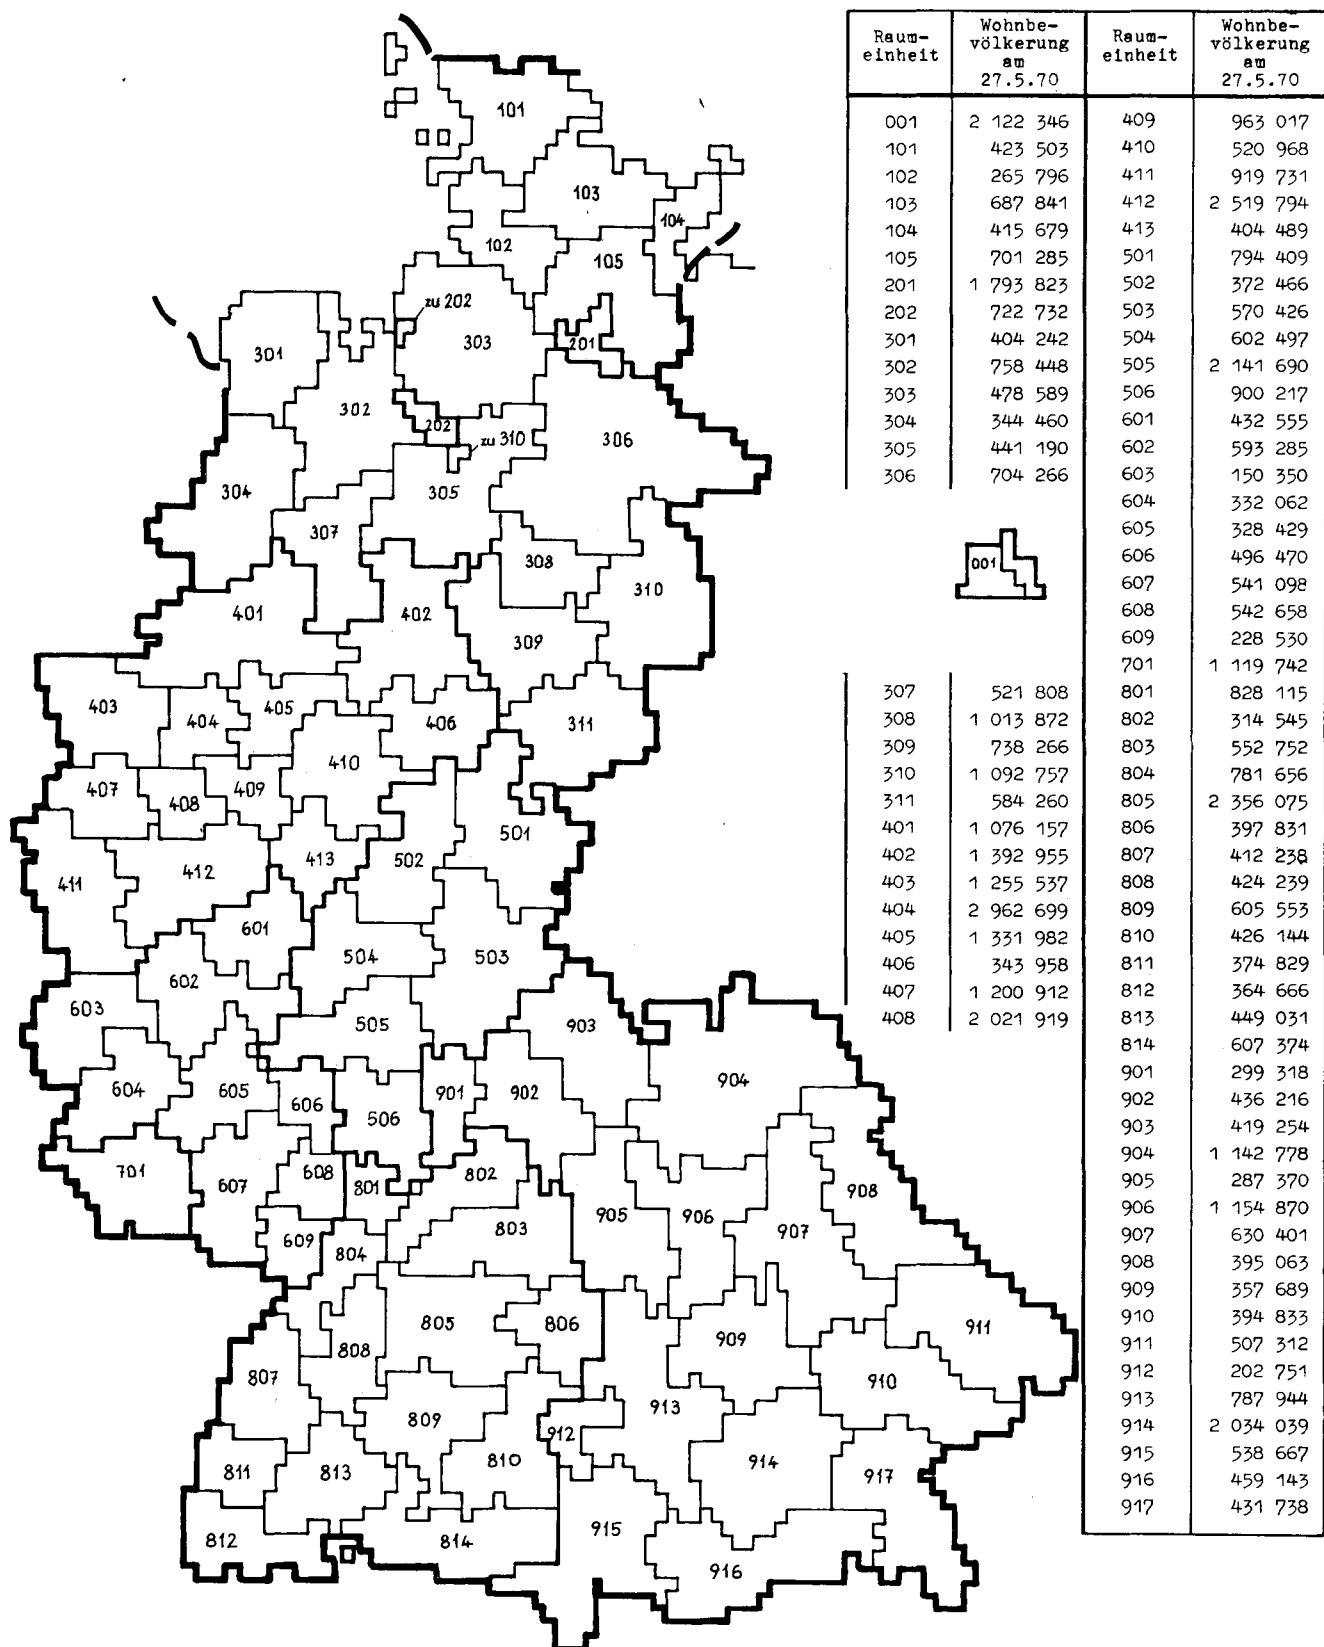 Raum-
einheit
Wohnbe-
völkerung
am
27.5.70
Raum-
einheit
Wohnbe-
völkerung
am
27.5.70
001 2 122 346 409 963 017
101 423 503 410 520 968
102 265 796 411 919 731
103 687 841 412 2 519 794
104 415 679 413 404 489
105 701 285 501 794 409
201 1 793 823 502 372 466
202 722 732 503 570 426
301 404 242 504 602 497
302 758 448 505 2 141 690
303 478 589 506 900 217
304 344 460 601 432 555
305 441 190 602 593 285
306 704 266 603 150 350
604 332 062
605 328 429
606 496 470
607 541 098
608 542 658
609 228 530
701 1 119 742
307 521 808 801 828 115
308 1 013 872 802 314 545
309 738 266 803 552 752
310 1 092 757 804 781 656
311 584 260 805 2 356 075
401 1 076 157 806 397 831
402 1 392 955 807 412 238
403 1 255 537 808 424 239
404 2 962 699 809 605 553
405 1 331 982 810 426 144
406 343 958 811 374 829
407 1 200 912 812 364 666
408 2 021 919 813 449 031
814 607 374
901 299 318
902 436 216
903 419 254
904 1 142 778
905 287 370
906 1 154 870
907 630 401
908 395 063
909 357 689
910 394 833
911 507 312
912 202 751
913 787 944
914 2 034 039
915 538 667
916 459 143
917 431 738
101
103
104
102
105
zu 202
201
301
303
302
202
zu 310
306
304
305
307
308
310
001
401
402
309
403
404
405
406
311
410
407
408
409
501
413
502
412
411
601
504
503
602
603
505
903
604
605
606
506
901
902
904
701
607
608
801
802
908
905
906
907
803
609
804
805
806
909
911
808
807
910
809
913
912
811
813
810
914
917
812
814
915
916